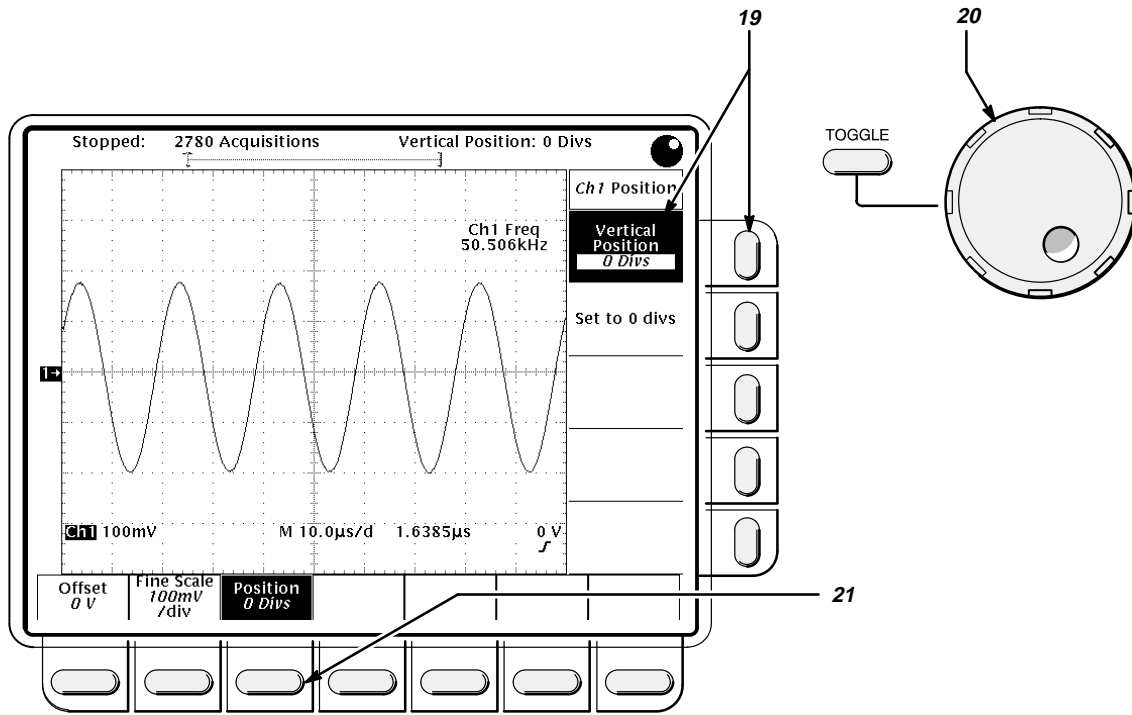 19
20
TOGGLE
Stopped: 2780 Acquisitions Vertical Position: 0 Divs
Ch1 Position
Ch1 Freq
50.506kHz
Vertical
Position
0 Divs
Set to 0 divs
1→
Ch1 100mV M 10.0µs/d 1.6385µs 0 V
Offset
0 V
Fine Scale
100mV
/div
Position
0 Divs
21